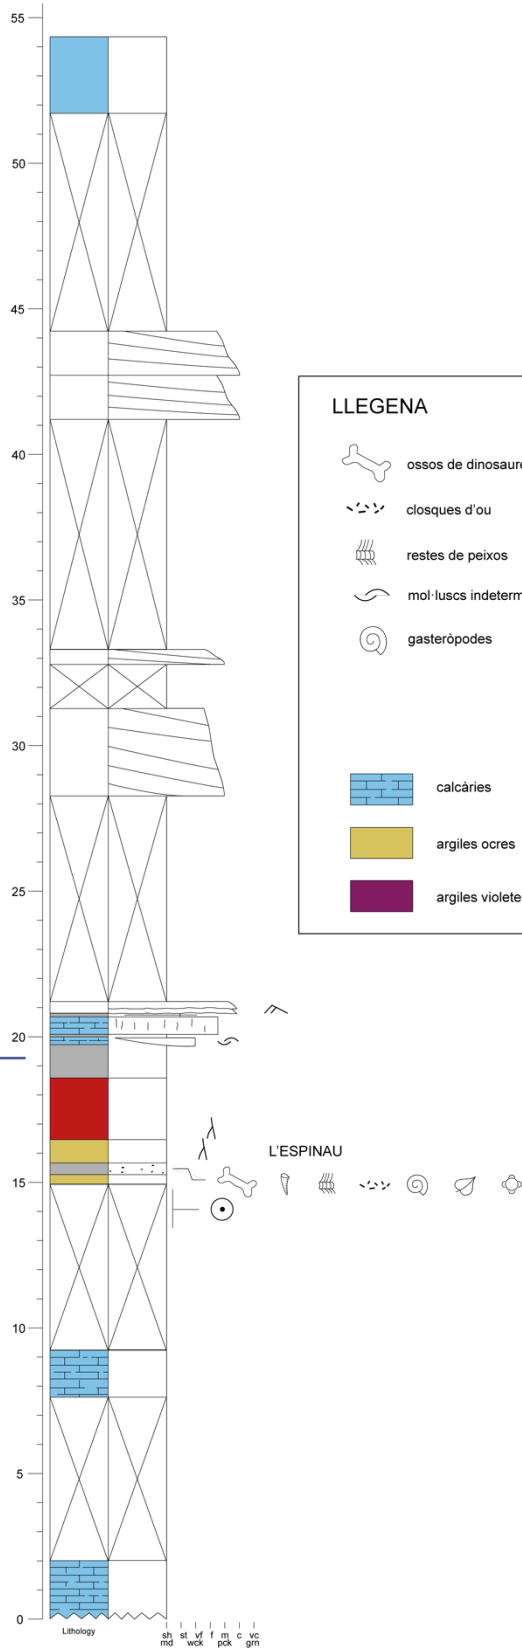 55
50
45
LLEGENA
ossos de dinosaure
closques d'ou
40
restes de peixos
mol·luscs indeterm
35
gasteròpodes
30
calcàries
argiles ocres
25
argiles violete
20
L'ESPINAU
15
10
5
0
Lithology
sh st vf f m c vc
md wck pck grn